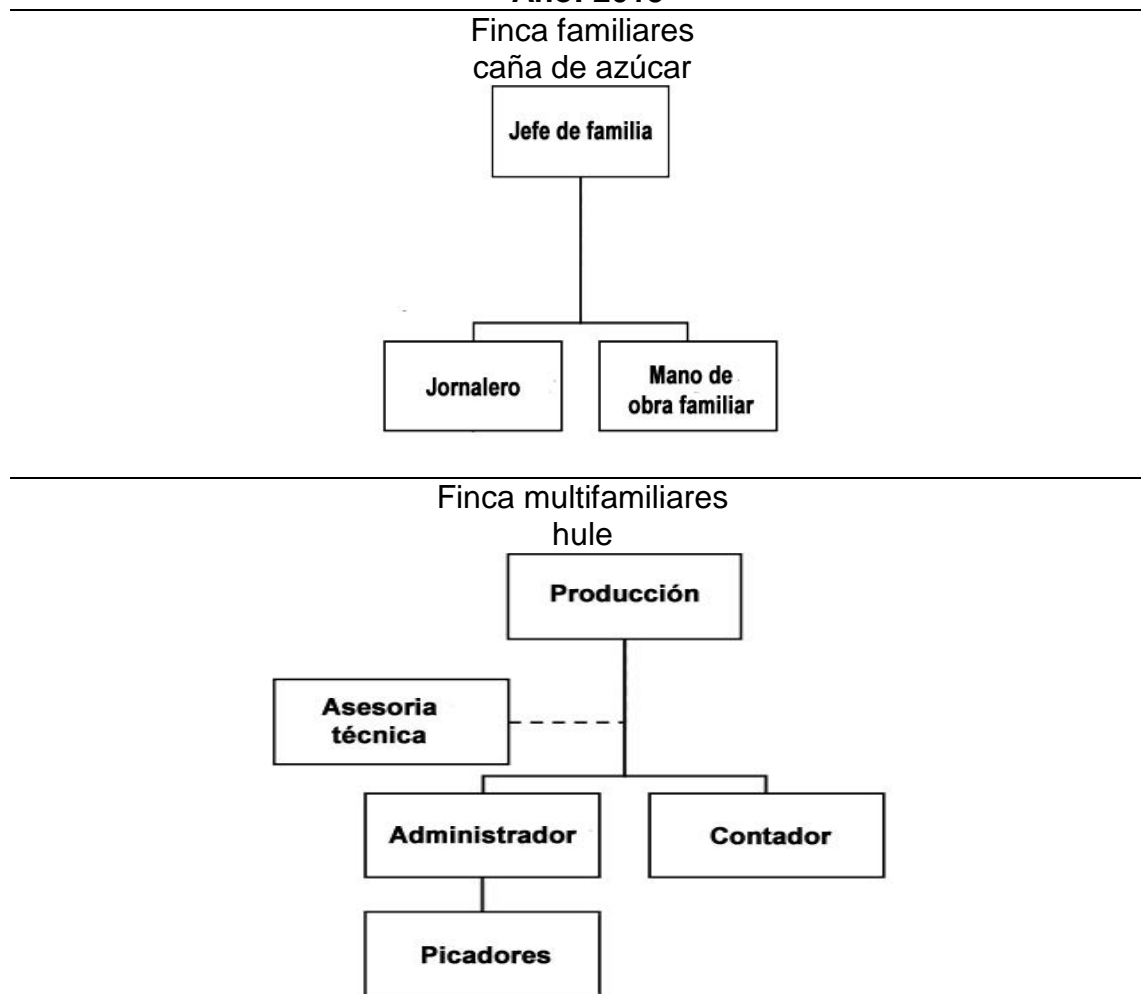 Finca familiares
caña de azúcar
Jefe de familia
Jornalero
Mano de
obra familiar
Finca multifamiliares
hule
Producción
Asesoria
técnica
Administrador
Contador
Picadores